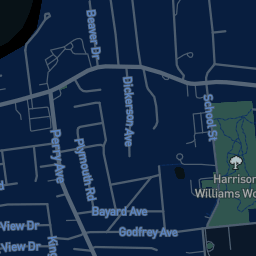 Beaver Dr
Dickerson Ave
School St
Perry Ave
Plymouth Rd
Harrison
Williams Wo
Bayard Ave
View Dr
Godfrey Ave
View Dr